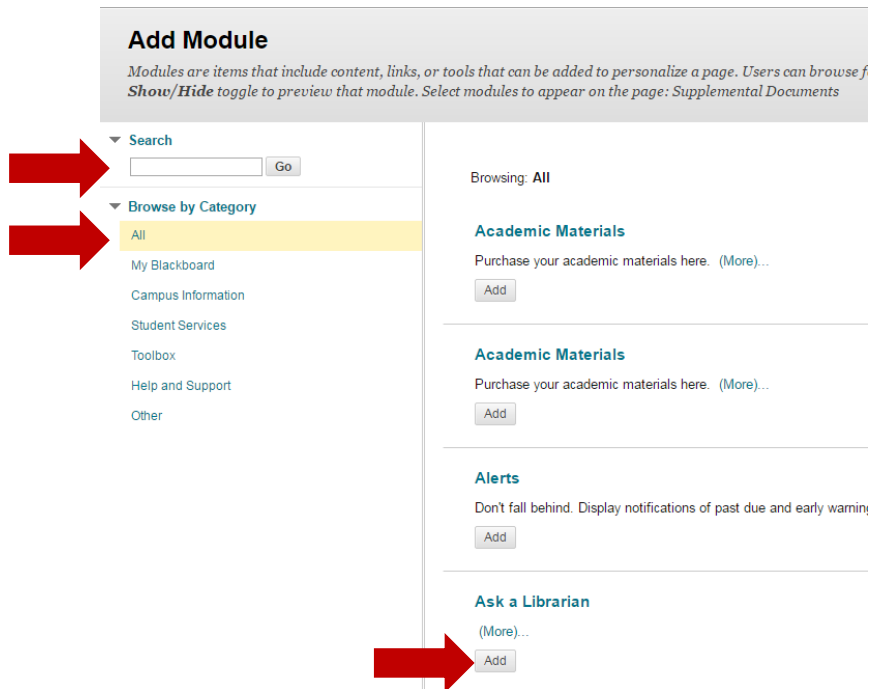 Add Module
Modules are items that include content, links, or tools that can be added to personalize a page. Users can browse
Show/Hide toggle to preview that module. Select modules to appear on the page: Supplemental Documents
Search
Go
Browse by Category
All
My Blackboard
Campus Information
Student Services
Toolbox
Help and Support
Other
Browsing: All
Academic Materials
Purchase your academic materials here. (More)...
Add
Academic Materials
Purchase your academic materials here. (More)...
Add
Alerts
Don't fall behind. Display notifications of past due and early warning
Add
Ask a Librarian
(More)...
Add